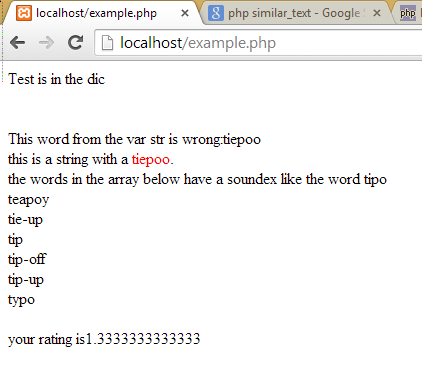 localhost/example.php
php similar_text - Google
php
localhost/example.php
Test is in the dic
This word from the var str is wrong:tiepoo
this is a string with a tiepoo.
the words in the array below have a soundex like the word tipo
teapoy
tie-up
tip
tip-off
tip-up
typo
your rating is1.3333333333333